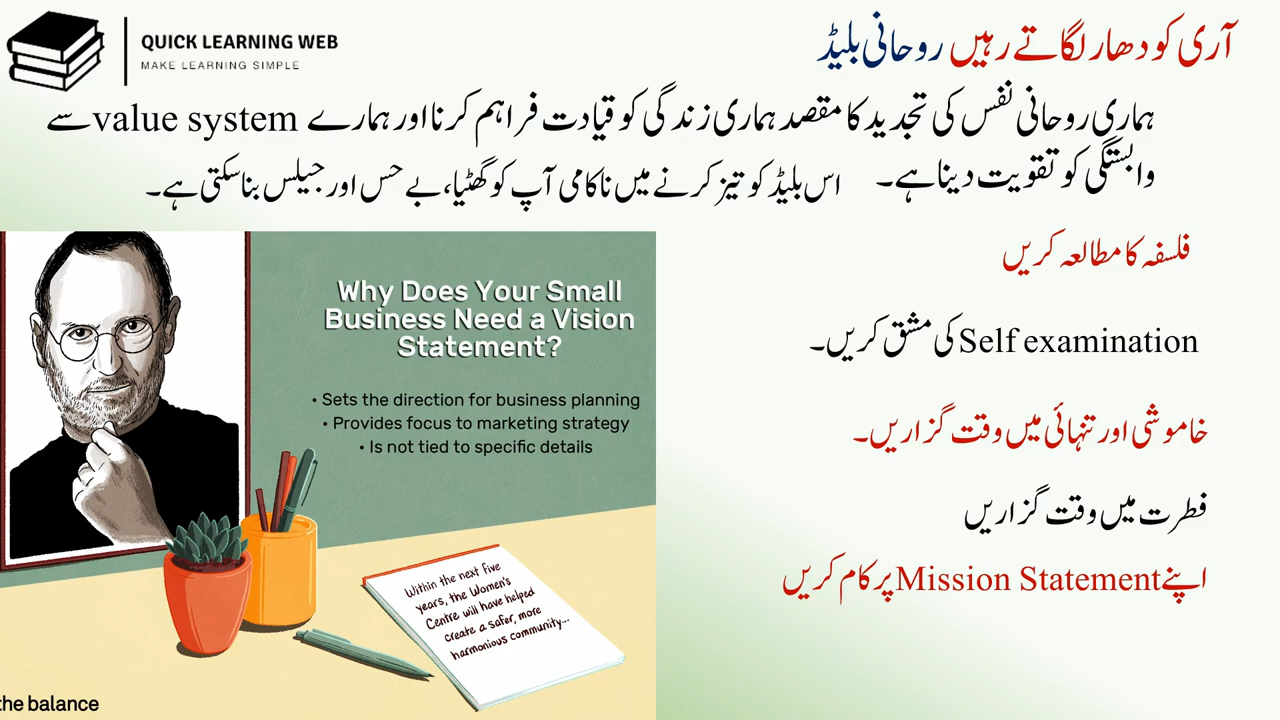 QUICK LEARNING WEB
MAKE LEARNING SIMPLE
آری کو دھار لگاتے رہیں روحانی بلیڈ
ہماری روحانی نفس کی تجدید کا مقصد ہماری زندگی کو قیادت فراہم کرنا اور ہمارے value system سے
وابستگی کو تقویت دینا ہے۔ اس بلیڈ کو تیز کرنے میں ناکامی آپ کو گھٹیا، بے حس اور جیلس بنا سکتی ہے۔
فلسفہ کا مطالعہ کریں
Self examination کی مشق کریں۔
خاموشی اور تنہائی میں وقت گزاریں۔
فطرت میں وقت گزاریں
اپنے Mission Statement پر کام کریں
Why Does Your Small
Business Need a Vision
Statement?
• Sets the direction for business planning
• Provides focus to marketing strategy
• Is not tied to specific details
Within the next five
years, the Women's
Centre will have helped
create a safer, more
harmonious community...
the balance